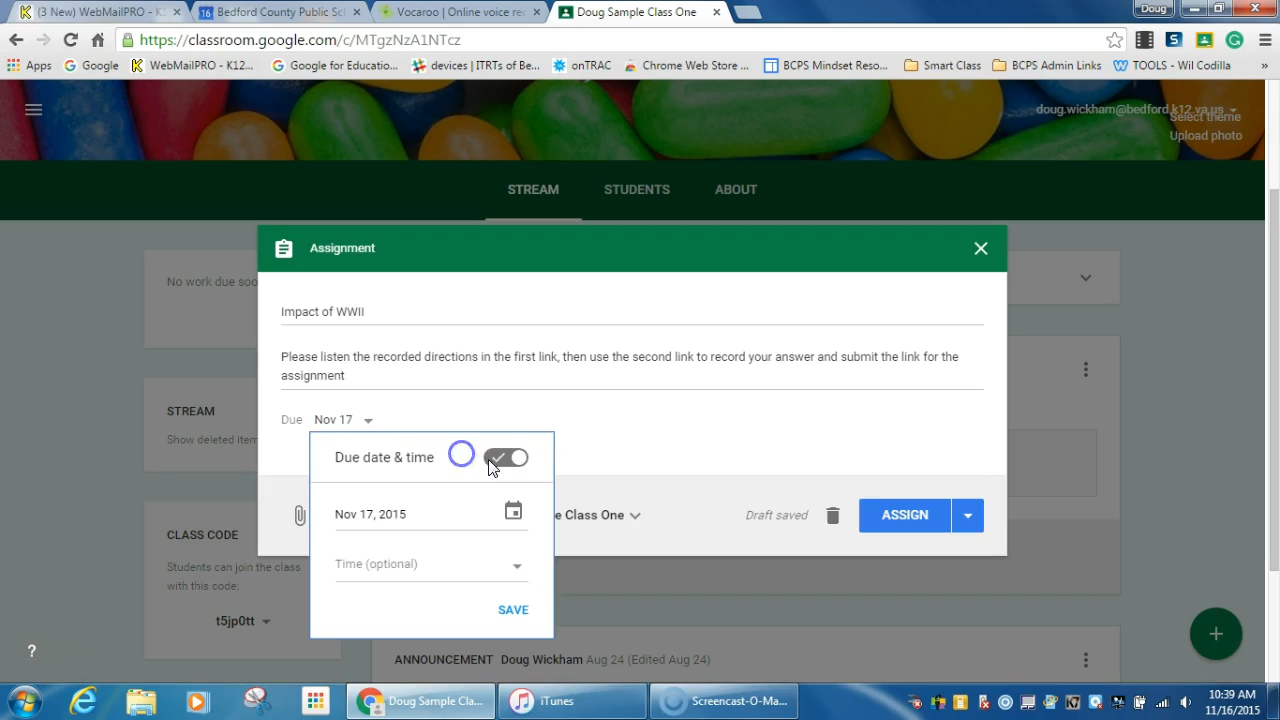 (3 New) WebMailPRO - K1
Bedford County Public Sch
Vocaroo | Online voice rec
Doug Sample Class One
Doug
https://classroom.google.com/c/MTgzNzA1NTcz
Apps
Google
WebMailPRO - K12...
Google for Educatio...
devices | ITRTs of Be...
onTRAC
Chrome Web Store ...
BCPS Mindset Reso...
Smart Class
BCPS Admin Links
TOOLS - Wil Codilla
»
doug.wickham@bedford.k12.va.us
Select theme
Upload photo
STREAM
STUDENTS
ABOUT
Assignment
No work due soo
Impact of WWII
Please listen the recorded directions in the first link, then use the second link to record your answer and submit the link for the
assignment
STREAM
Show deleted item
Due Nov 17
Due date & time
Nov 17, 2015
Time (optional)
SAVE
e Class One
Draft saved
ASSIGN
CLASS CODE
Students can join the class
with this code:
t5jp0tt
ANNOUNCEMENT Doug Wickham Aug 24 (Edited Aug 24)
?
+
Doug Sample Cla...
iTunes
Screencast-O-Ma...
10:39 AM
11/16/2015